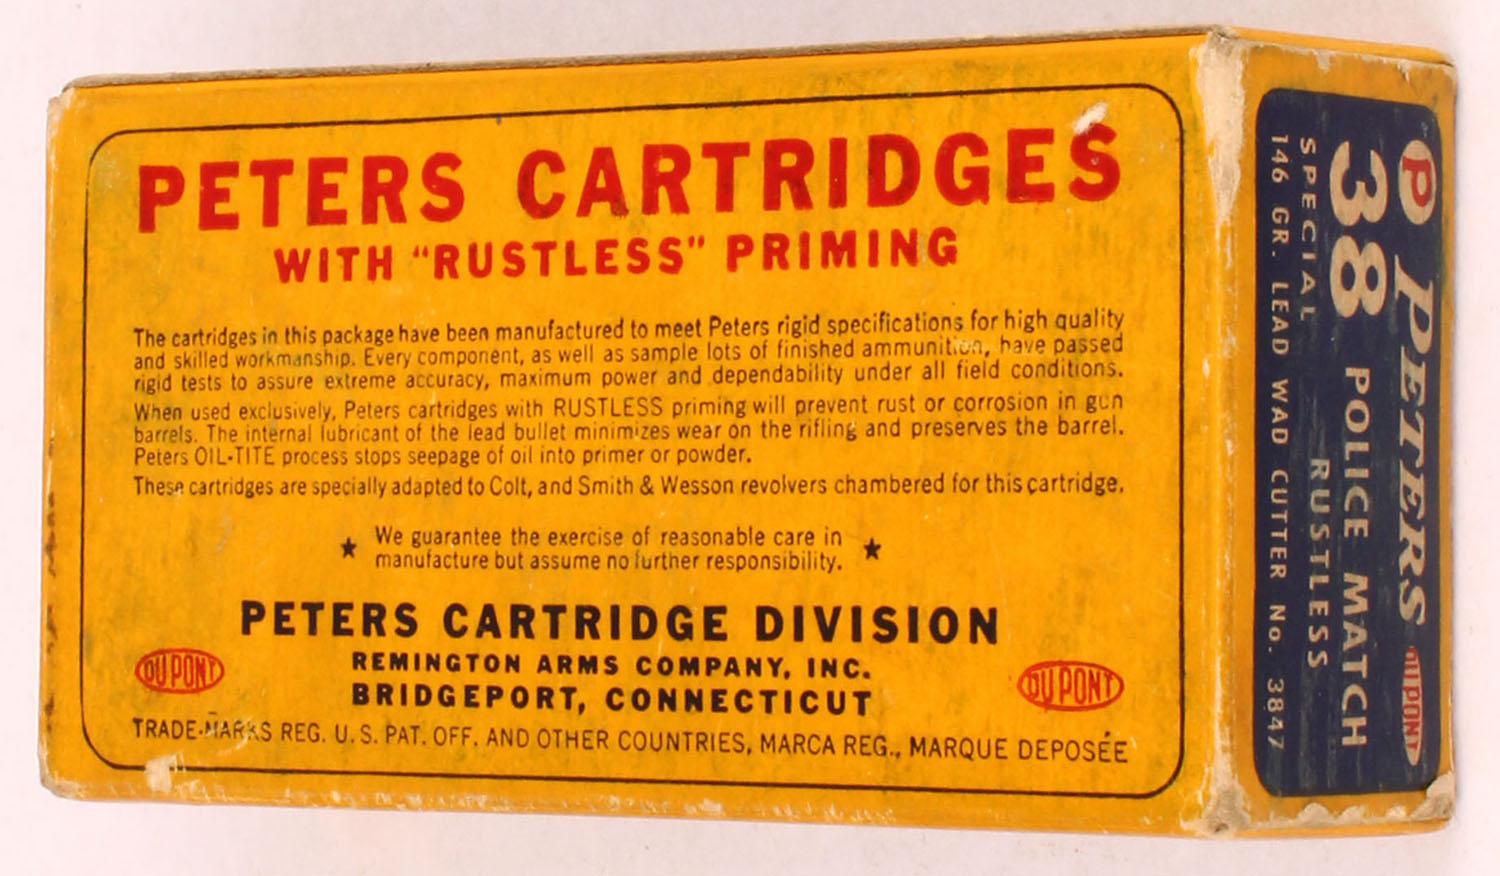 PETERS CARTRIDGES
WITH "RUSTLESS" PRIMING
The cartridges in this package have been manufactured to meet Peters rigid specifications for high quality
and skilled workmanship. Every component, as well as sample lots of finished ammunition, have passed
rigid tests to assure extreme accuracy, maximum power and dependability under all field conditions.
When used exclusively, Peters cartridges with RUSTLESS priming will prevent rust or corrosion in gun
barrels. The internal lubricant of the lead bullet minimizes wear on the rifling and preserves the barrel.
Peters OIL-TITE process stops seepage of oil into primer or powder.
These cartridges are specially adapted to Colt, and Smith & Wesson revolvers chambered for this cartridge.
★ We guarantee the exercise of reasonable care in ★
manufacture but assume no further responsibility.
PETERS CARTRIDGE DIVISION
REMINGTON ARMS COMPANY, INC.
BRIDGEPORT, CONNECTICUT
DU PONT
DU PONT
TRADE-MARKS REG. U. S. PAT. OFF. AND OTHER COUNTRIES, MARCA REG., MARQUE DEPOSÉE
P PETERS DU PONT
38 POLICE MATCH
SPECIAL RUSTLESS
146 GR. LEAD WAD CUTTER No. 3847